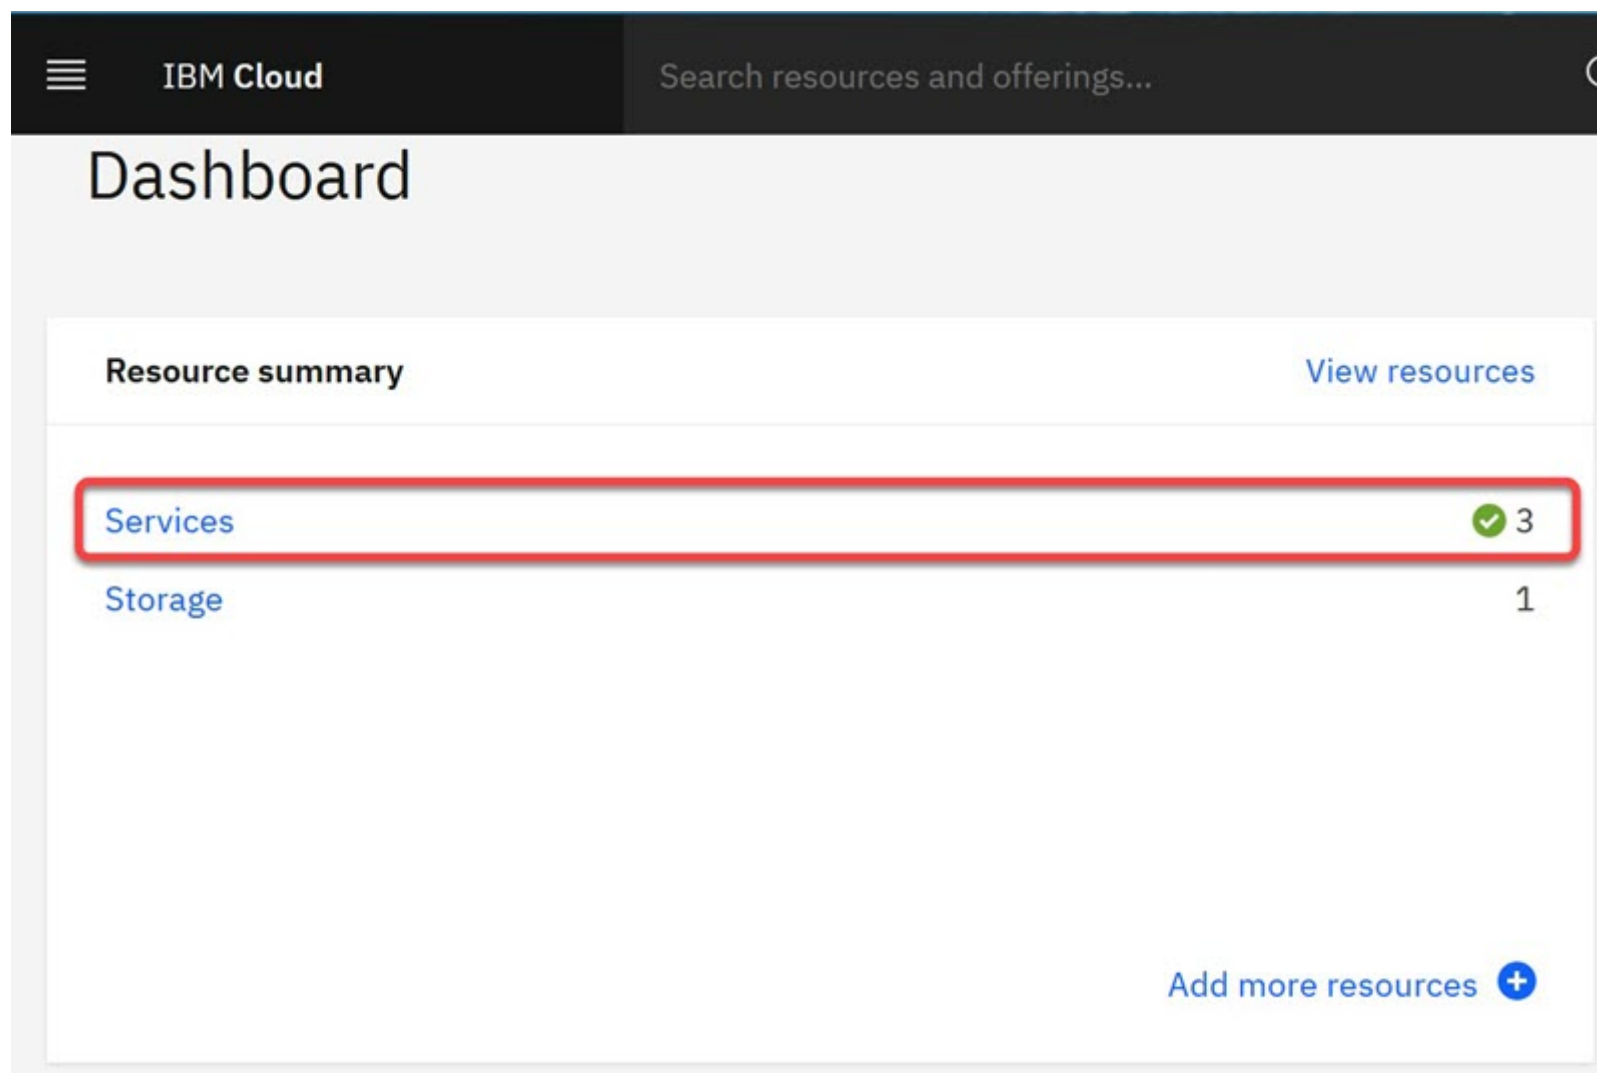 IBM Cloud
Search resources and offerings...
Dashboard
Resource summary
View resources
Services
3
Storage
1
Add more resources